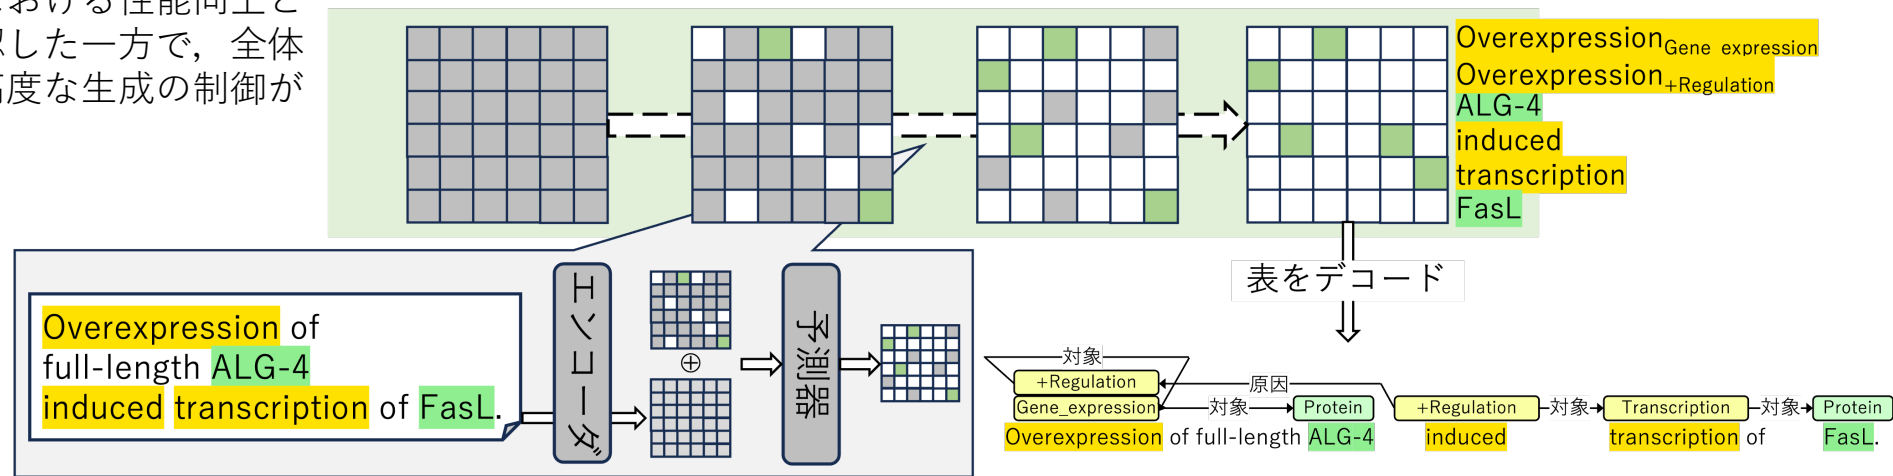 おける性能向上と
した一方で，全体
度な生成の制御が
Overexpression Gene_expression
Overexpression +Regulation
ALG-4
induced
transcription
FasL
表をデコード
Overexpression of
full-length ALG-4
induced transcription of FasL.
エンコーダ
⊕
予測器
対象
+Regulation
原因
Gene_expression
対象
Protein
+Regulation
対象
Transcription
対象
Protein
Overexpression of full-length ALG-4 induced transcription of FasL.